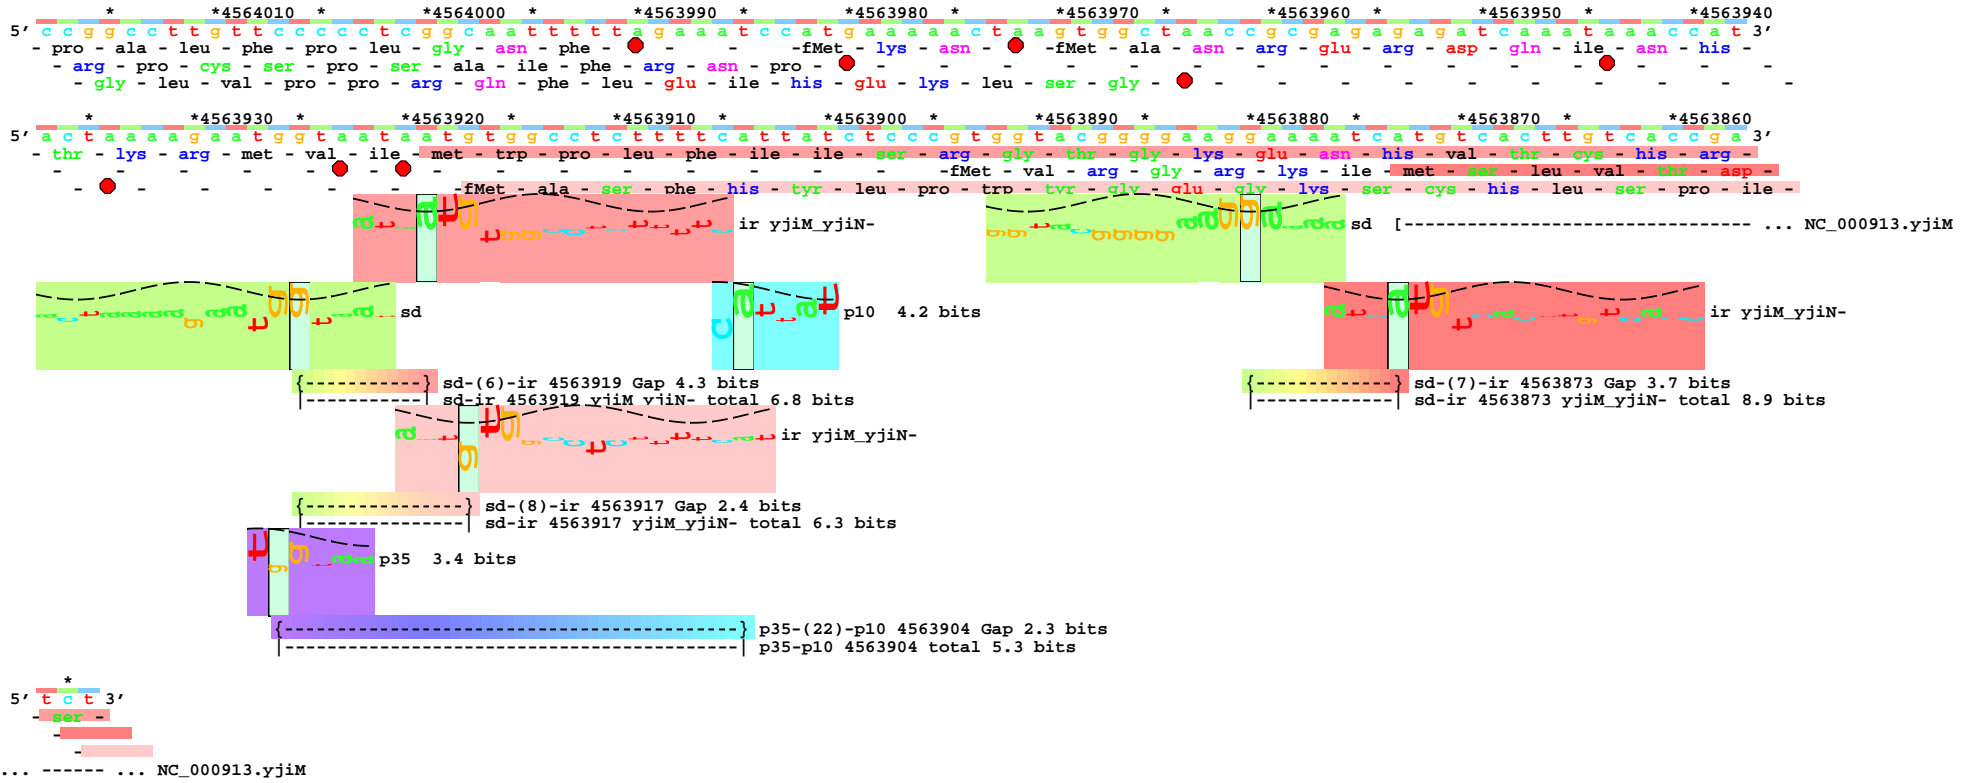 * *4564010 * *4564000 * *4563990 * *4563980 * *4563970 * *4563960 * *4563950 * *4563940
5′ c c g g c c t t g t t c c c c c t c g g c a a t t t t t a g a a a t c c a t g a a a a a c t a a g t g g c t a a c c g c g a g a g a g a t c a a a t a a a c c a t 3′
- pro - ala - leu - phe - pro - leu - gly - asn - phe - - - -fMet - lys - asn - -fMet - ala - asn - arg - glu - arg - asp - gln - ile - asn - his -
- arg - pro - cys - ser - pro - ser - ala - ile - phe - arg - asn - pro - - - - - - - - - - - - - - -
- gly - leu - val - pro - pro - arg - gln - phe - leu - glu - ile - his - glu - lys - leu - ser - gly - - - - - - - - - -
* *4563930 * *4563920 * *4563910 * *4563900 * *4563890 * *4563880 * *4563870 * *4563860
5′ a c t a a a a g a a t g g t a a t a a t g t g g c c t c t t t t c a t t a t c t c c c g t g g t a c g g g g a a g g a a a a t c a t g t c a c t t g t c a c c g a 3′
- thr - lys - arg - met - val - ile - met - trp - pro - leu - phe - ile - ile - ser - arg - gly - thr - gly - lys - glu - asn - his - val - thr - cys - his - arg -
- - - - - - - - - - - - - -fMet - val - arg - gly - arg - lys - ile - met - ser - leu - val - thr - asp -
- - - - - -fMet - ala - ser - phe - his - tyr - leu - pro - trp - tyr - gly - glu - gly - lys - ser - cys - his - leu - ser - pro - ile -
ir yjiM_yjiN-
sd [---------------------------- ... NC_000913.yjiM
sd
p10 4.2 bits
ir yjiM_yjiN-
{-----------} sd-(6)-ir 4563919 Gap 4.3 bits
|-----------| sd-ir 4563919 yjiM_yjiN- total 6.8 bits
{-------------} sd-(7)-ir 4563873 Gap 3.7 bits
|-------------| sd-ir 4563873 yjiM_yjiN- total 8.9 bits
ir yjiM_yjiN-
{---------------} sd-(8)-ir 4563917 Gap 2.4 bits
|---------------| sd-ir 4563917 yjiM_yjiN- total 6.3 bits
p35 3.4 bits
{-------------------------------------------} p35-(22)-p10 4563904 Gap 2.3 bits
|-------------------------------------------| p35-p10 4563904 total 5.3 bits
*
5′ t c t 3′
- ser -
-
-
... ------ ... NC_000913.yjiM